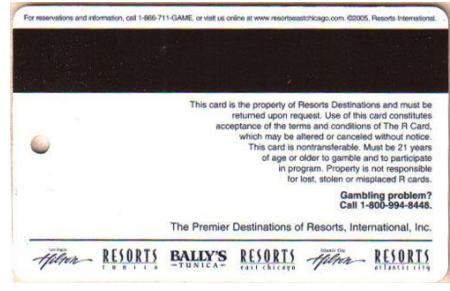 For reservations and information, call 1-866-711-GAME, or visit us online at www.resortseastchicago.com. ©2005, Resorts International.
This card is the property of Resorts Destinations and must be
returned upon request. Use of this card constitutes
acceptance of the terms and conditions of The R Card,
which may be altered or canceled without notice.
This card is nontransferable. Must be 21 years
of age or older to gamble and to participate
in program. Property is not responsible
for lost, stolen or misplaced R cards.
Gambling problem?
Call 1-800-994-8448.
The Premier Destinations of Resorts, International, Inc.
Las Vegas Hilton RESORTS tunica BALLY'S -TUNICA- RESORTS east chicago Atlantic City Hilton RESORTS atlantic city